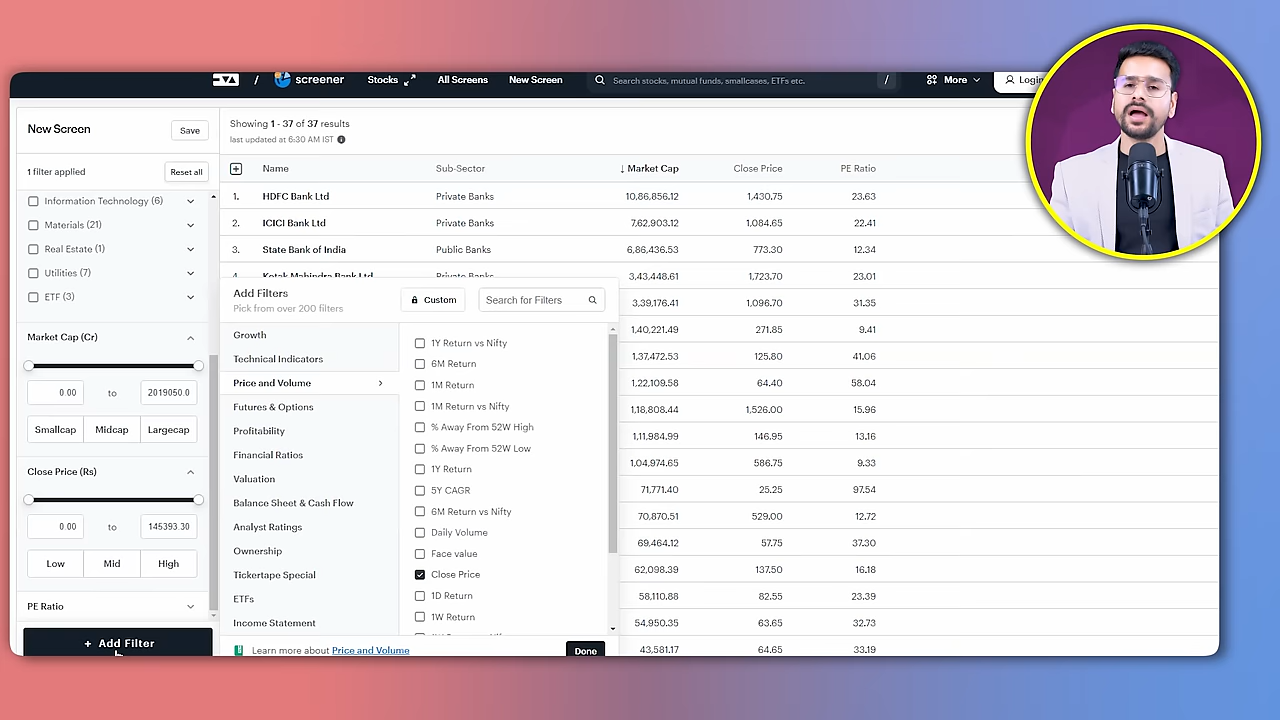 / screener Stocks All Screens New Screen Search stocks, mutual funds, smallcases, ETFs etc. / More Login
New Screen Save
1 filter applied Reset all
Information Technology (6)
Materials (21)
Real Estate (1)
Utilities (7)
ETF (3)
Market Cap (Cr)
0.00 to 2019050.0
Smallcap Midcap Largecap
Close Price (Rs)
0.00 to 145393.30
Low Mid High
PE Ratio
+ Add Filter
Showing 1 - 37 of 37 results
last updated at 6:30 AM IST
Name Sub-Sector ↓ Market Cap Close Price PE Ratio
1. HDFC Bank Ltd Private Banks 10,86,856.12 1,430.75 23.63
2. ICICI Bank Ltd Private Banks 7,62,903.12 1,084.65 22.41
3. State Bank of India Public Banks 6,86,436.53 773.30 12.34
4. Kotak Mahindra Bank Ltd Private Banks 3,43,448.61 1,723.70 23.01
3,39,176.41 1,096.70 31.35
1,40,221.49 271.85 9.41
1,37,472.53 125.80 41.06
1,22,109.58 64.40 58.04
1,18,808.44 1,526.00 15.96
1,11,984.99 146.95 13.16
1,04,974.65 586.75 9.33
71,771.40 25.25 97.54
70,870.51 529.00 12.72
69,464.12 57.75 37.30
62,098.39 137.50 16.18
58,110.88 82.55 23.39
54,950.35 63.65 32.73
43,581.17 64.65 33.19
Add Filters
Pick from over 200 filters
Custom
Search for Filters
Growth
Technical Indicators
Price and Volume
Futures & Options
Profitability
Financial Ratios
Valuation
Balance Sheet & Cash Flow
Analyst Ratings
Ownership
Tickertape Special
ETFs
Income Statement
1Y Return vs Nifty
6M Return
1M Return
1M Return vs Nifty
% Away From 52W High
% Away From 52W Low
1Y Return
5Y CAGR
6M Return vs Nifty
Daily Volume
Face value
Close Price
1D Return
1W Return
Learn more about Price and Volume
Done